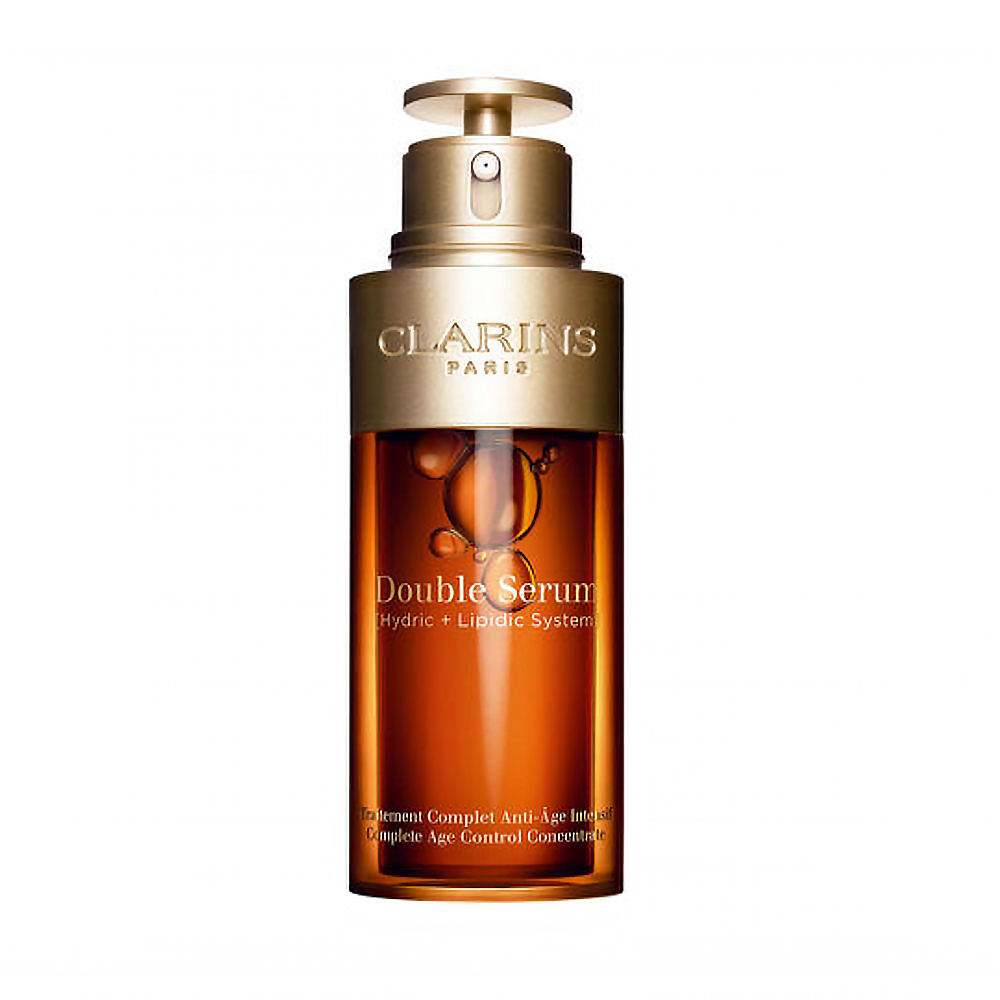 CLARINS
PARIS
Double Serum
[Hydric + Lipidic System]
Traitement Complet Anti-Âge Intensif
Complete Age Control Concentrate